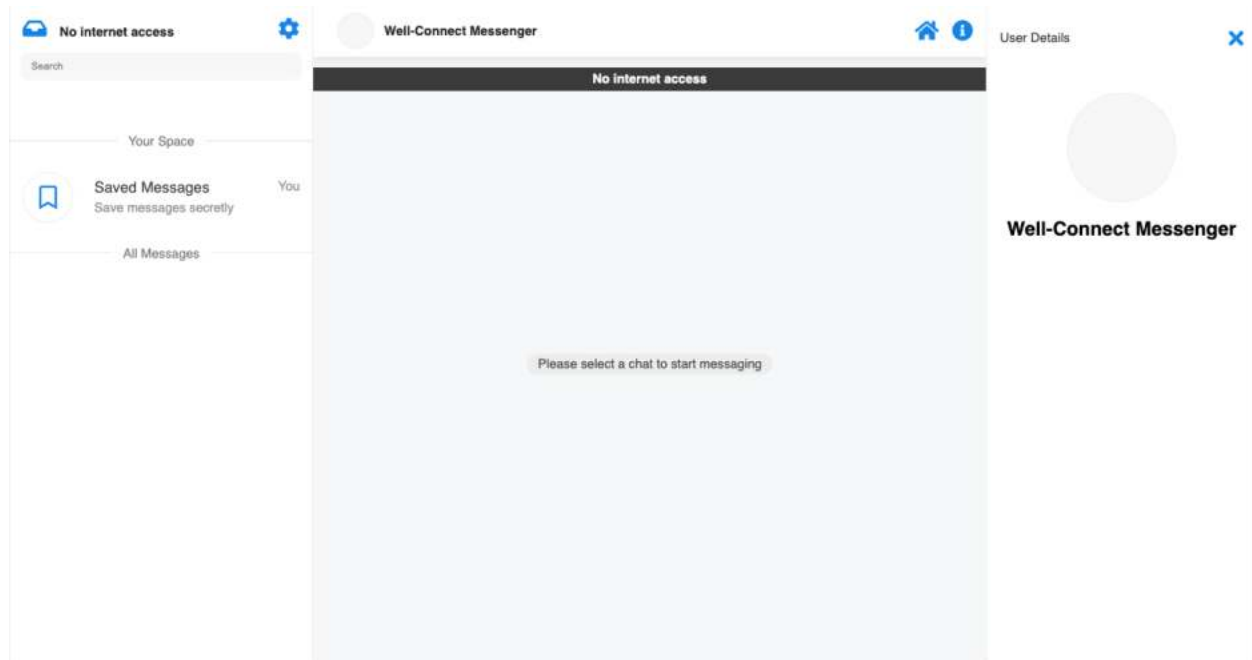 No internet access
Search
Your Space
Saved Messages
You
Save messages secretly
All Messages
Well-Connect Messenger
No internet access
Please select a chat to start messaging
User Details
Well-Connect Messenger